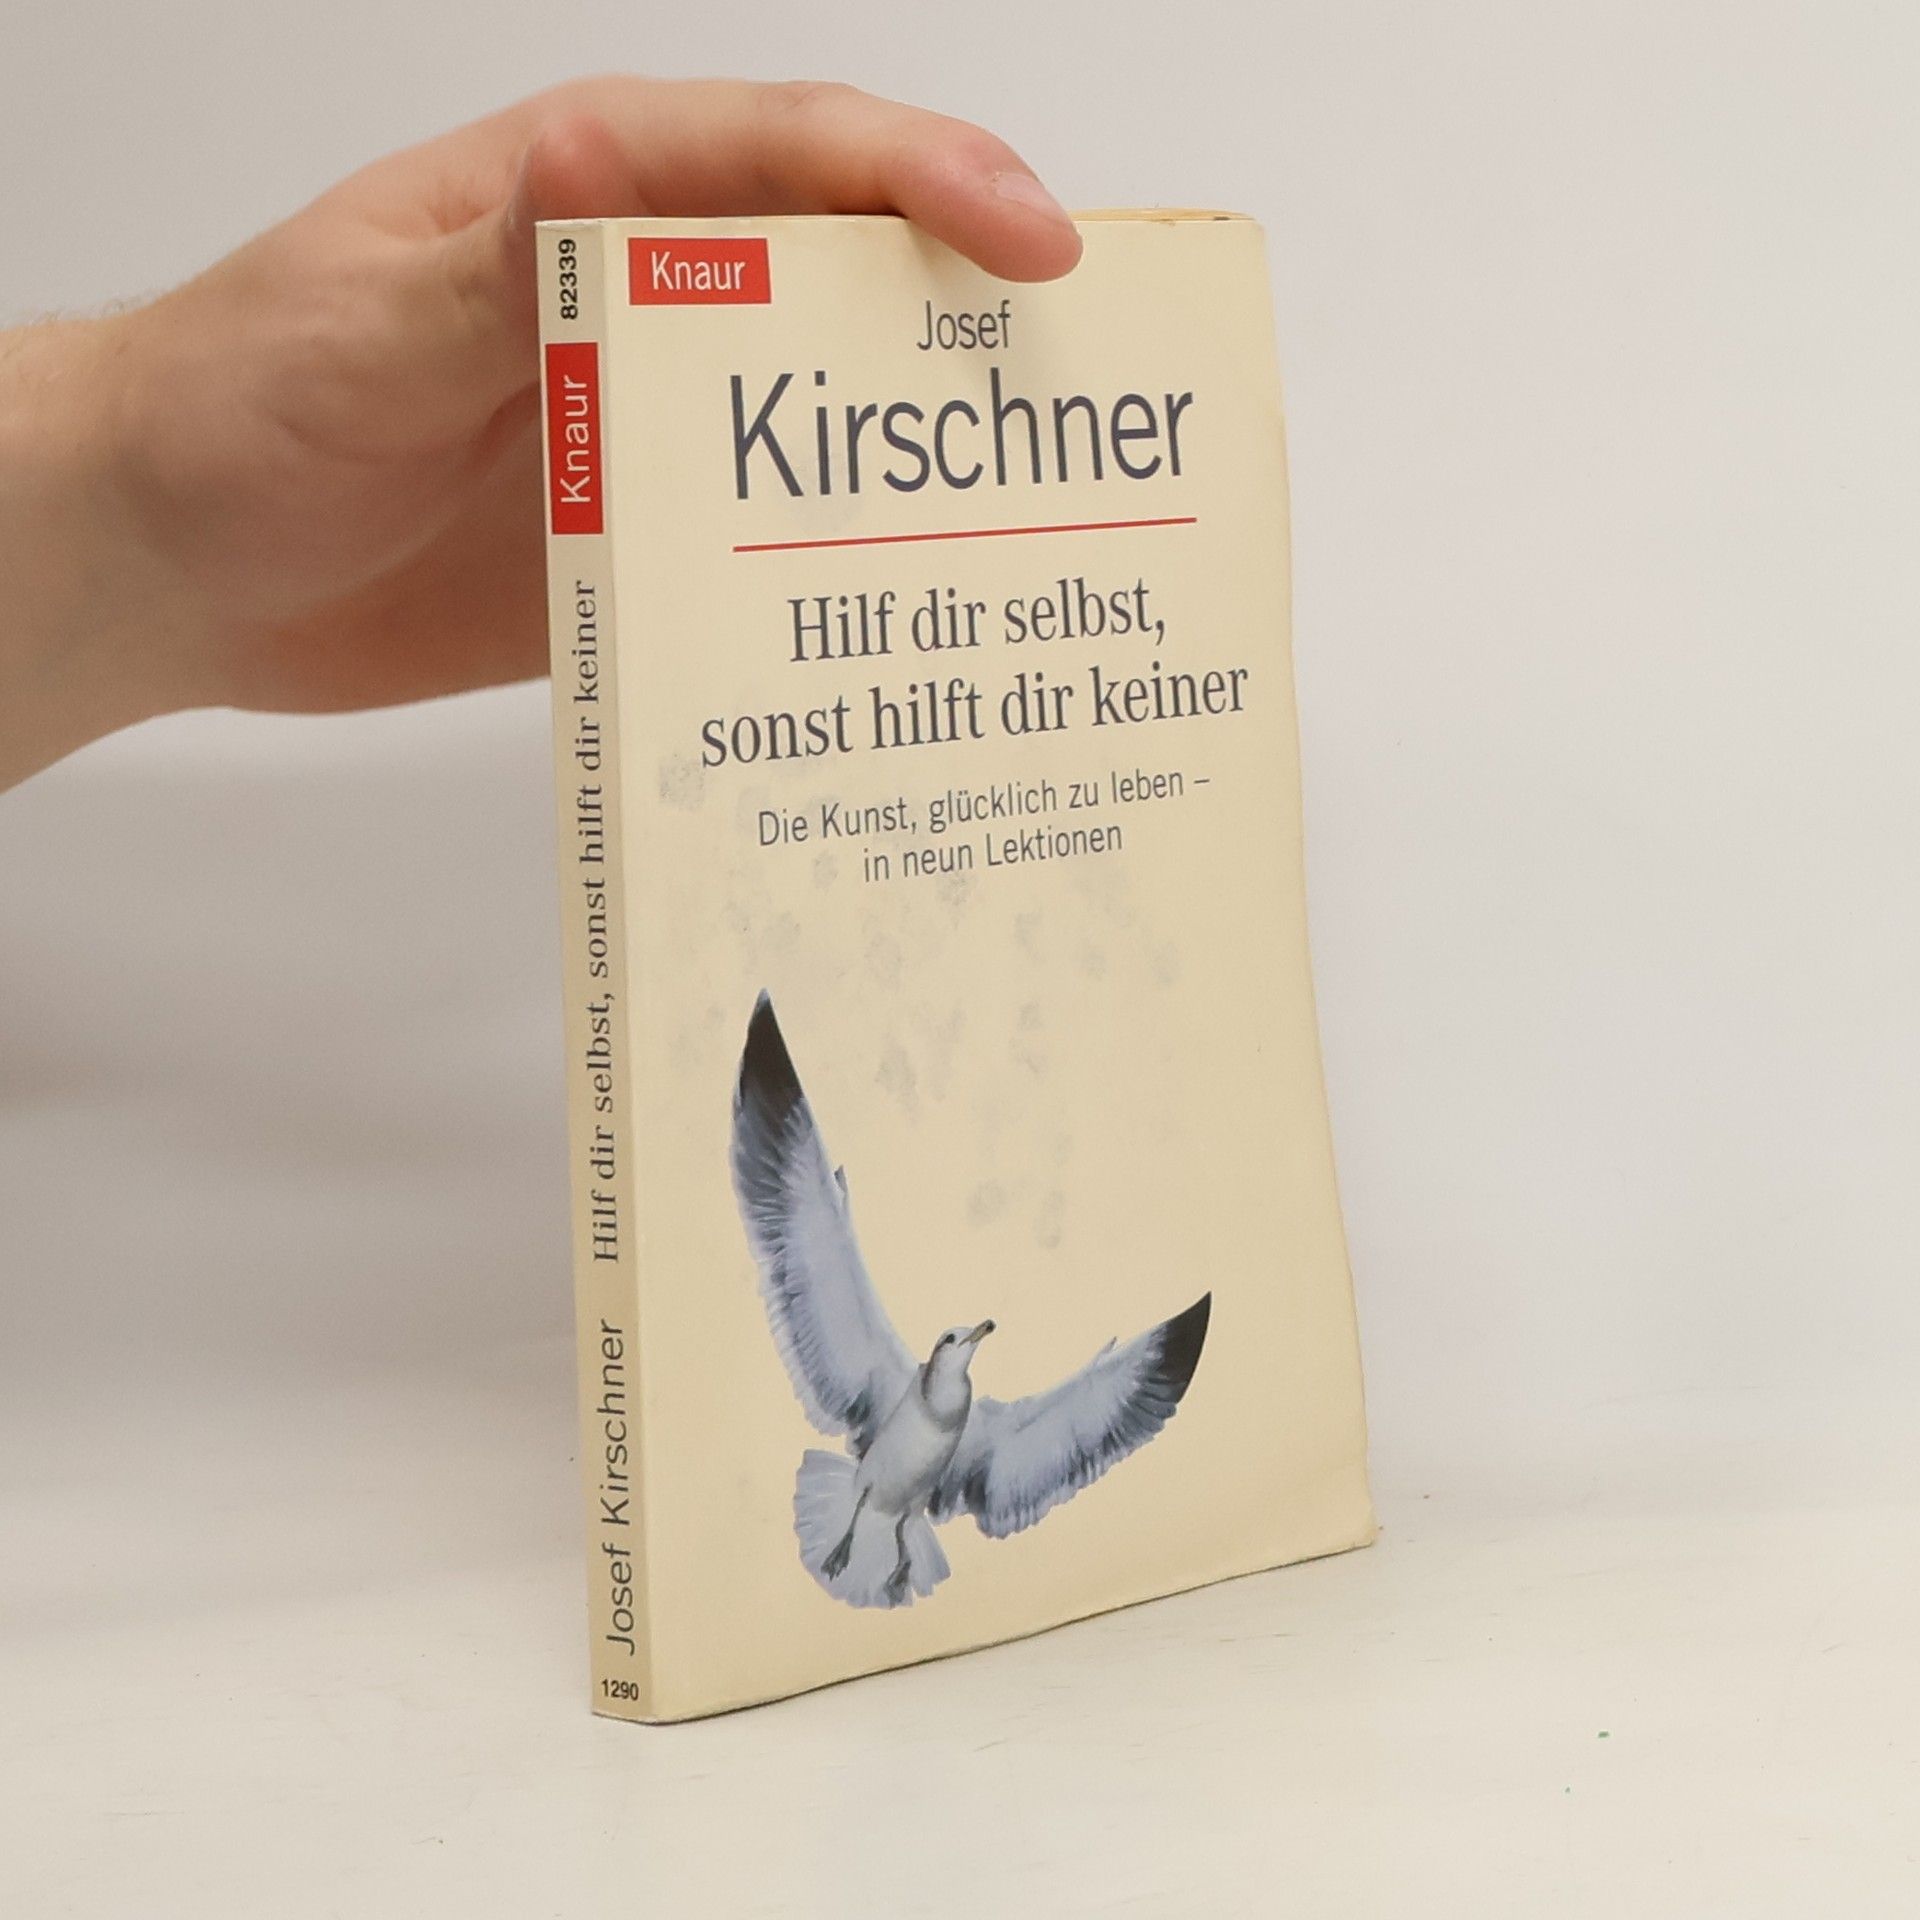 Knaur
Josef
Kirschner
Hilf dir selbst,
sonst hilft dir keiner
Die Kunst, glücklich zu leben –
in neun Lektionen
1290
Josef Kirschner
Hilf dir selbst, sonst hilft dir keiner
Knaur
82339